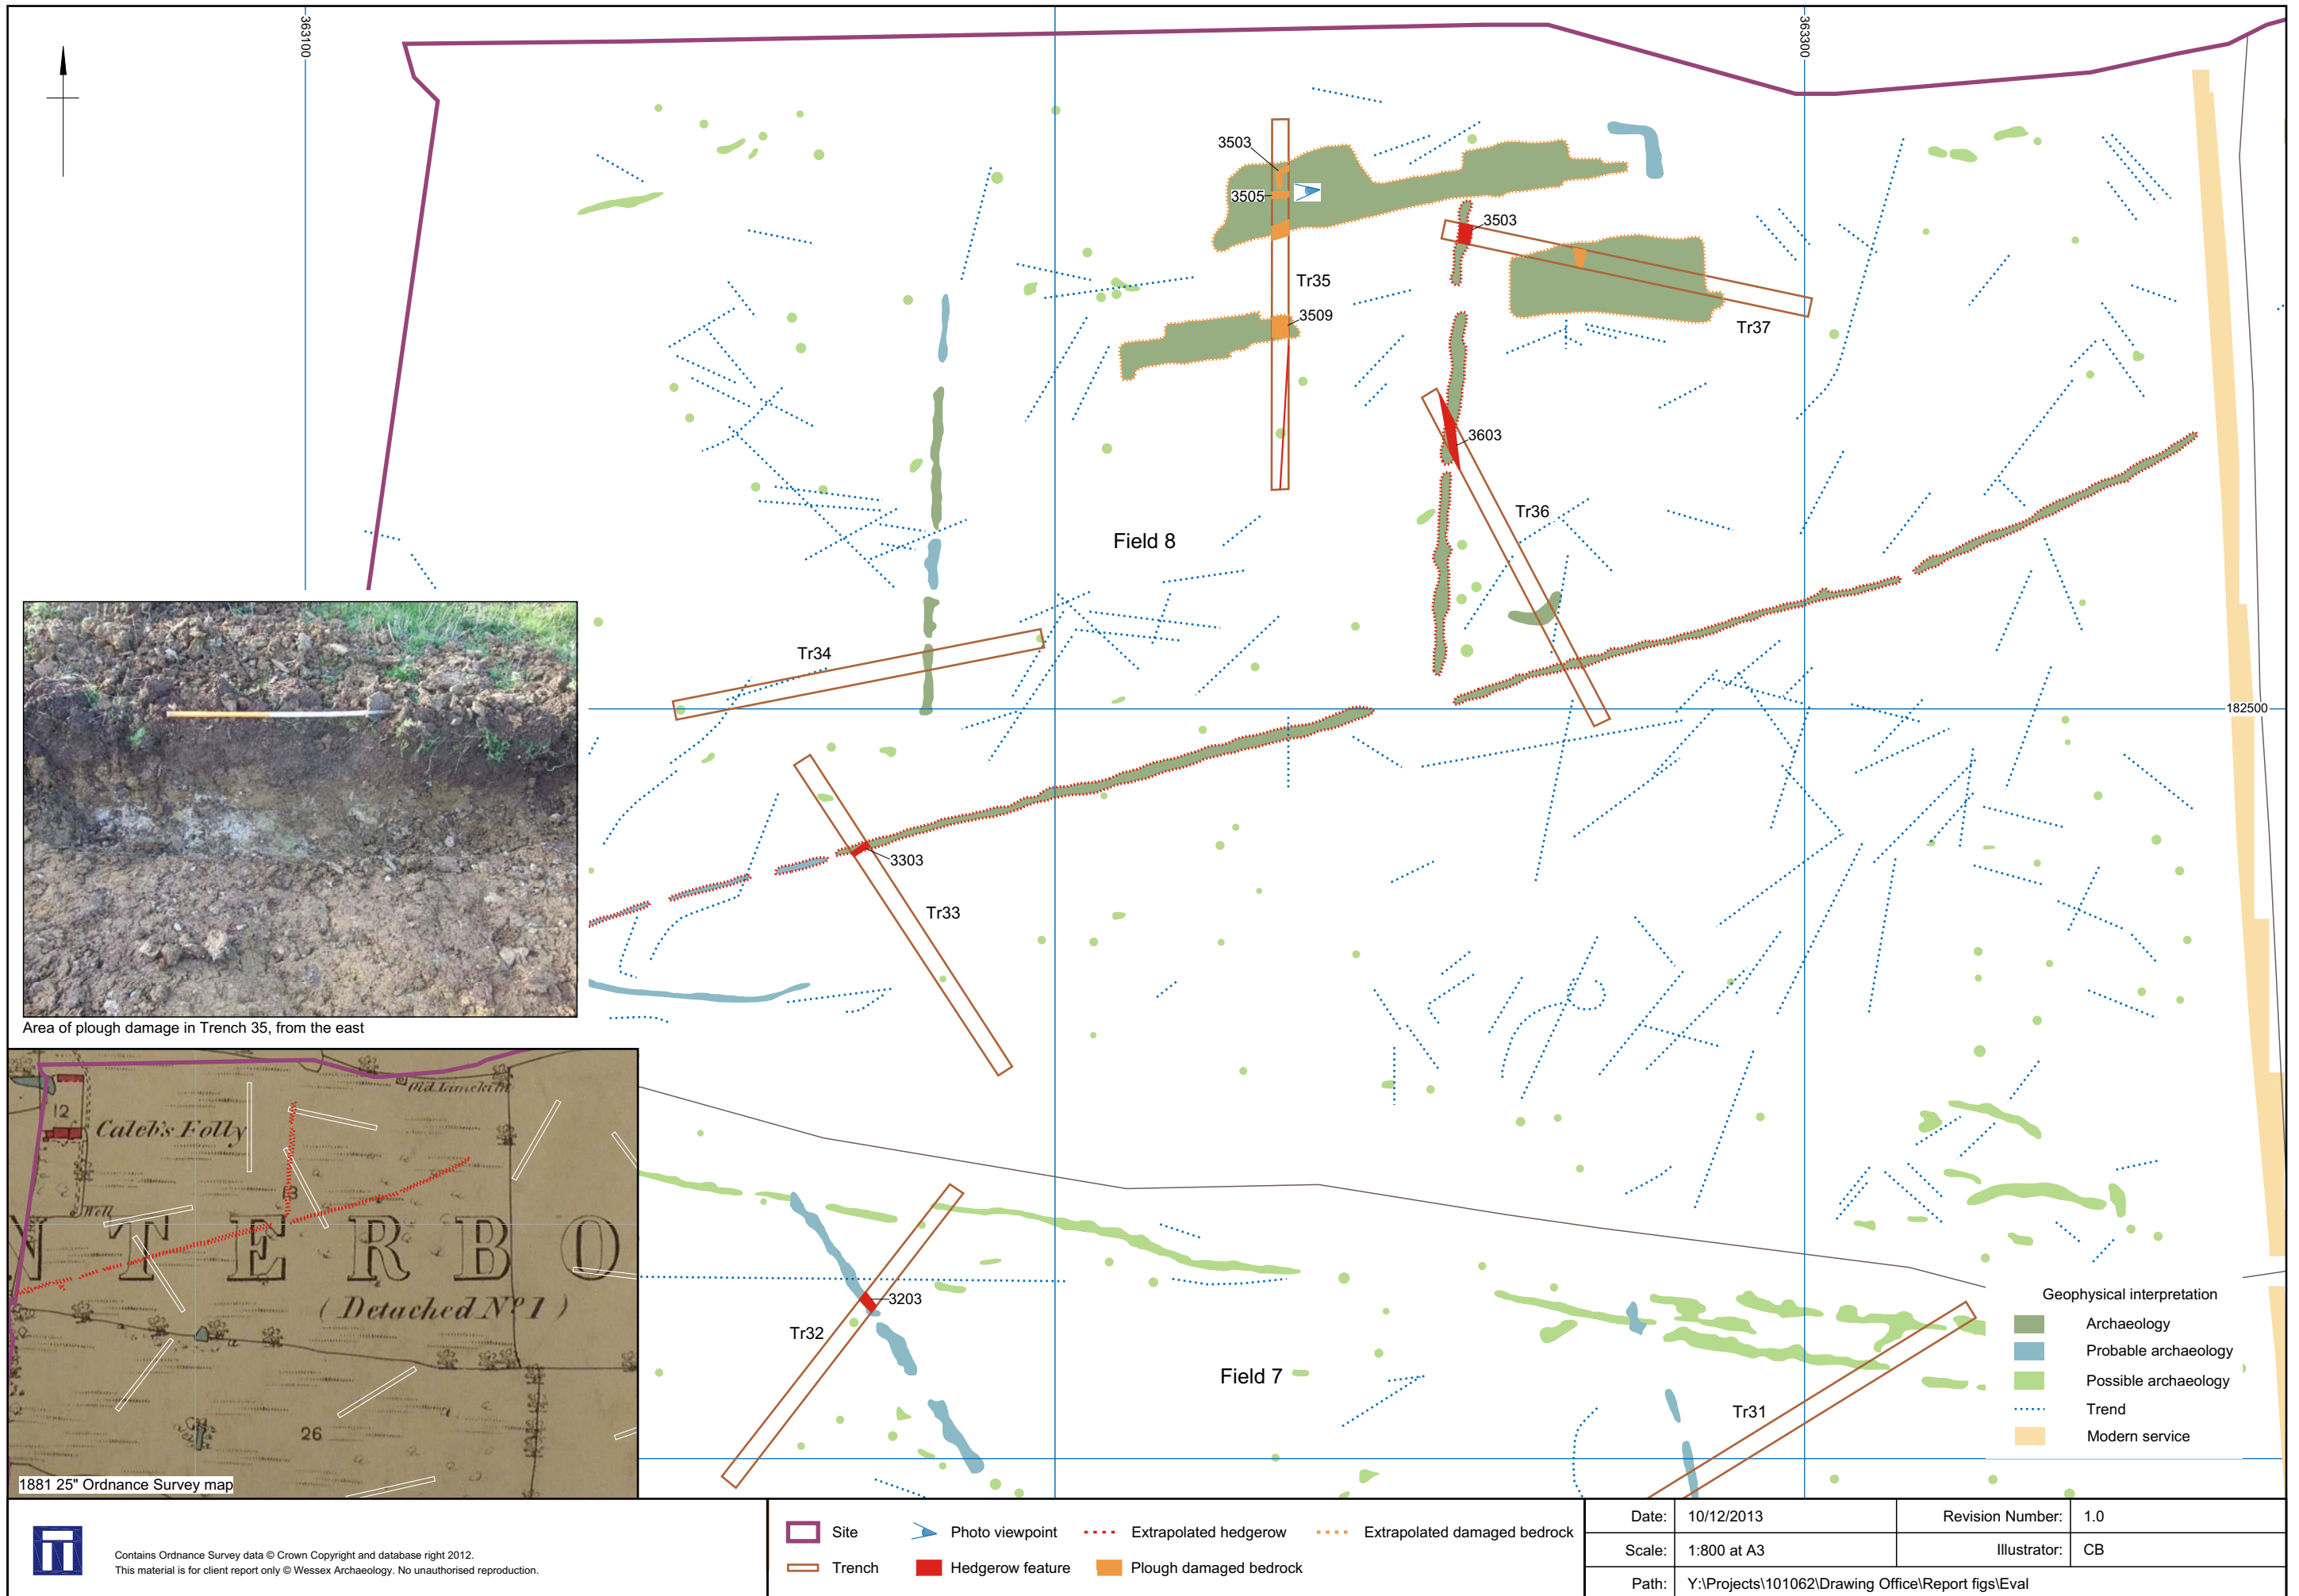 363100
363300
3503
3505
3503
Tr35
3509
Tr37
3603
Tr36
Field 8
Tr34
182500
3303
Tr33
Area of plough damage in Trench 35, from the east
Old Limekiln
12
Caleb's Folly
13
Well
N T E R B O
(Detached No 1)
26
1881 25" Ordnance Survey map
3203
Tr32
Field 7
Tr31
Geophysical interpretation
Archaeology
Probable archaeology
Possible archaeology
Trend
Modern service
Contains Ordnance Survey data © Crown Copyright and database right 2012.
This material is for client report only © Wessex Archaeology. No unauthorised reproduction.
Site
Photo viewpoint
Extrapolated hedgerow
Extrapolated damaged bedrock
Trench
Hedgerow feature
Plough damaged bedrock
Date: 10/12/2013
Revision Number: 1.0
Scale: 1:800 at A3
Illustrator: CB
Path: Y:\Projects\101062\Drawing Office\Report figs\Eval